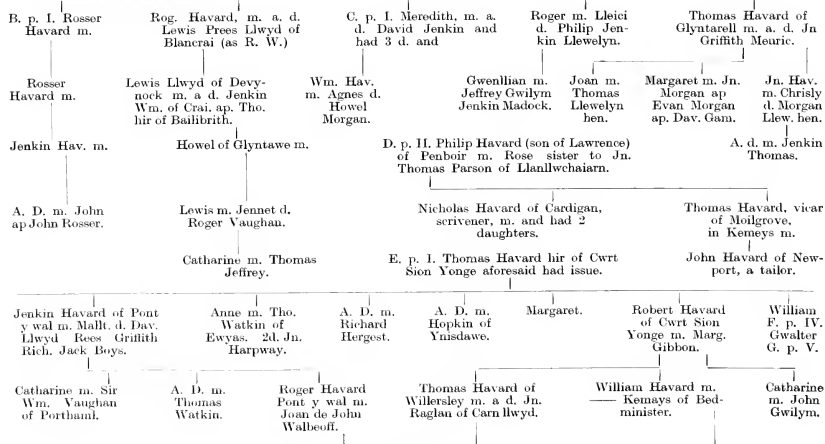 B. p. I. Rosser
Havard m.
Rog. Havard, m. a. d.
Lewis Prees Llwyd of
Blancrai (as R. W.)
C. p. I. Meredith, m. a.
d. David Jenkin and
had 3 d. and
Roger m. Lleici
d. Philip Jen-
kin Llewelyn.
Thomas Havard of
Glyntarell m. a. d. Jn
Griffith Meuric.
Rosser
Havard m.
Lewis Llwyd of Devy-
nock m. a d. Jenkin
Wm. of Crai. ap. Tho.
hir of Bailibrith.
Wm. Hav.
m. Agnes d.
Howel
Morgan.
Gwenllian m.
Jeffrey Gwilym
Jenkin Madock.
Joan m.
Thomas
Llewelyn
hen.
Margaret m. Jn.
Morgan ap
Evan Morgan
ap. Dav. Gam.
Jn. Hav.
m. Chrisly
d. Morgan
Llew. hen.
Jenkin Hav. m.
Howel of Glyntawe m.
D. p. II. Philip Havard (son of Lawrence)
of Penboir m. Rose sister to Jn.
Thomas Parson of Llanllwchaiarn.
A. d. m. Jenkin
Thomas.
A. D. m. John
ap John Rosser.
Lewis m. Jennet d.
Roger Vaughan.
Nicholas Havard of Cardigan,
scrivener, m. and had 2
daughters.
Thomas Havard, vicar
of Moilgrove,
in Kemeys m.
Catharine m. Thomas
Jeffrey.
E. p. I. Thomas Havard hir of Cwrt
Sion Yonge aforesaid had issue.
John Havard of New-
port, a tailor.
Jenkin Havard of Pont
y wal m. Mallt. d. Dav.
Llwyd Rees Griffith
Rich. Jack Boys.
Anne m. Tho.
Watkin of
Ewyas. 2d. Jn.
Harpway.
A. D. m.
Richard
Hergest.
A. D. m.
Hopkin of
Ynisdawe.
Margaret.
Robert Havard
of Cwrt Sion
Yonge m. Marg.
Gibbon.
William
F. p. IV.
Gwalter
G. p. V.
Catharine m. Sir
Wm. Vaughan
of Porthaml.
A. D. m.
Thomas
Watkin.
Roger Havard
Pont y wal m.
Joan de John
Walbeoff.
Thomas Havard of
Willersley m. a d. Jn.
Raglan of Carn llwyd.
William Havard m.
—— Kemays of Bed-
minister.
Catharine
m. John
Gwilym.